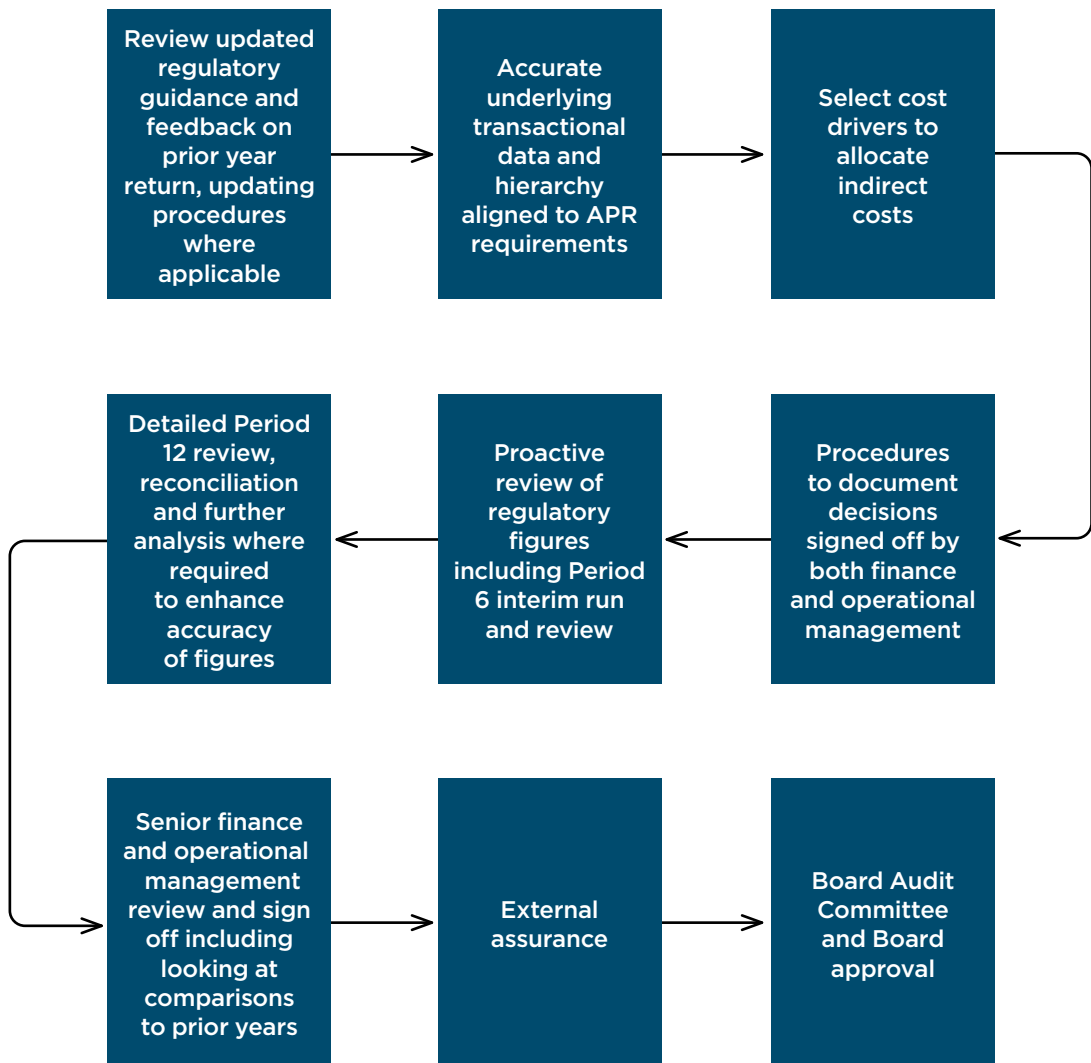 Review updated
regulatory
guidance and
feedback on
prior year
return, updating
procedures
where
applicable
Accurate
underlying
transactional
data and
hierarchy
aligned to APR
requirements
Select cost
drivers to
allocate
indirect
costs
Procedures
to document
decisions
signed off by
both finance
and operational
management
Proactive
review of
regulatory
figures
including Period
6 interim run
and review
Detailed Period
12 review,
reconciliation
and further
analysis where
required
to enhance
accuracy
of figures
Senior finance
and operational
management
review and sign
off including
looking at
comparisons
to prior years
External
assurance
Board Audit
Committee
and Board
approval